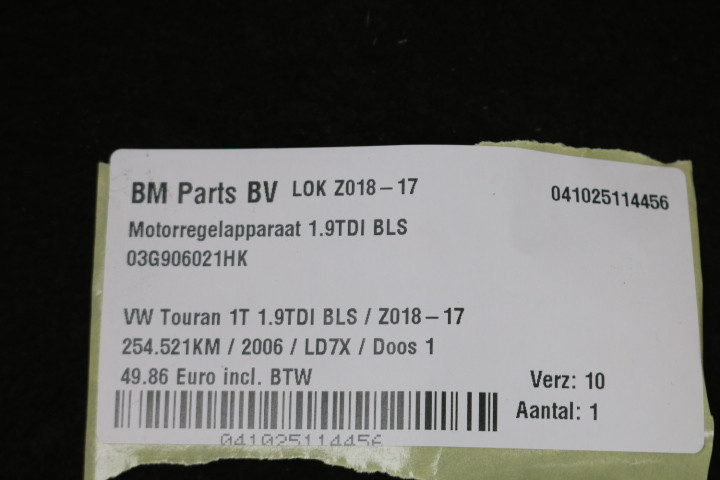 BM Parts BV LOK Z018-17 041025114456
Motorregelapparaat 1.9TDI BLS
03G906021HK
VW Touran 1T 1.9TDI BLS / Z018-17
254.521KM / 2006 / LD7X / Doos 1
49.86 Euro incl. BTW Verz: 10
Aantal: 1
041025114456